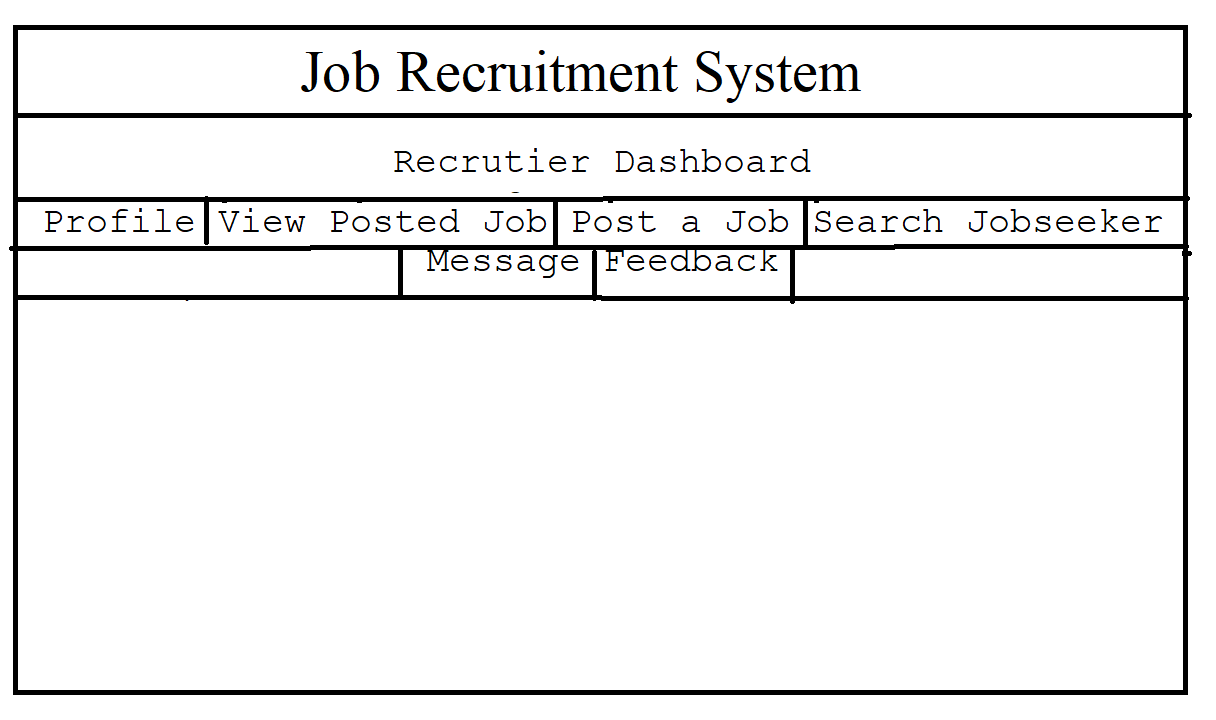 Job Recruitment System
Recrutier Dashboard
Profile View Posted Job Post a Job Search Jobseeker
Message Feedback